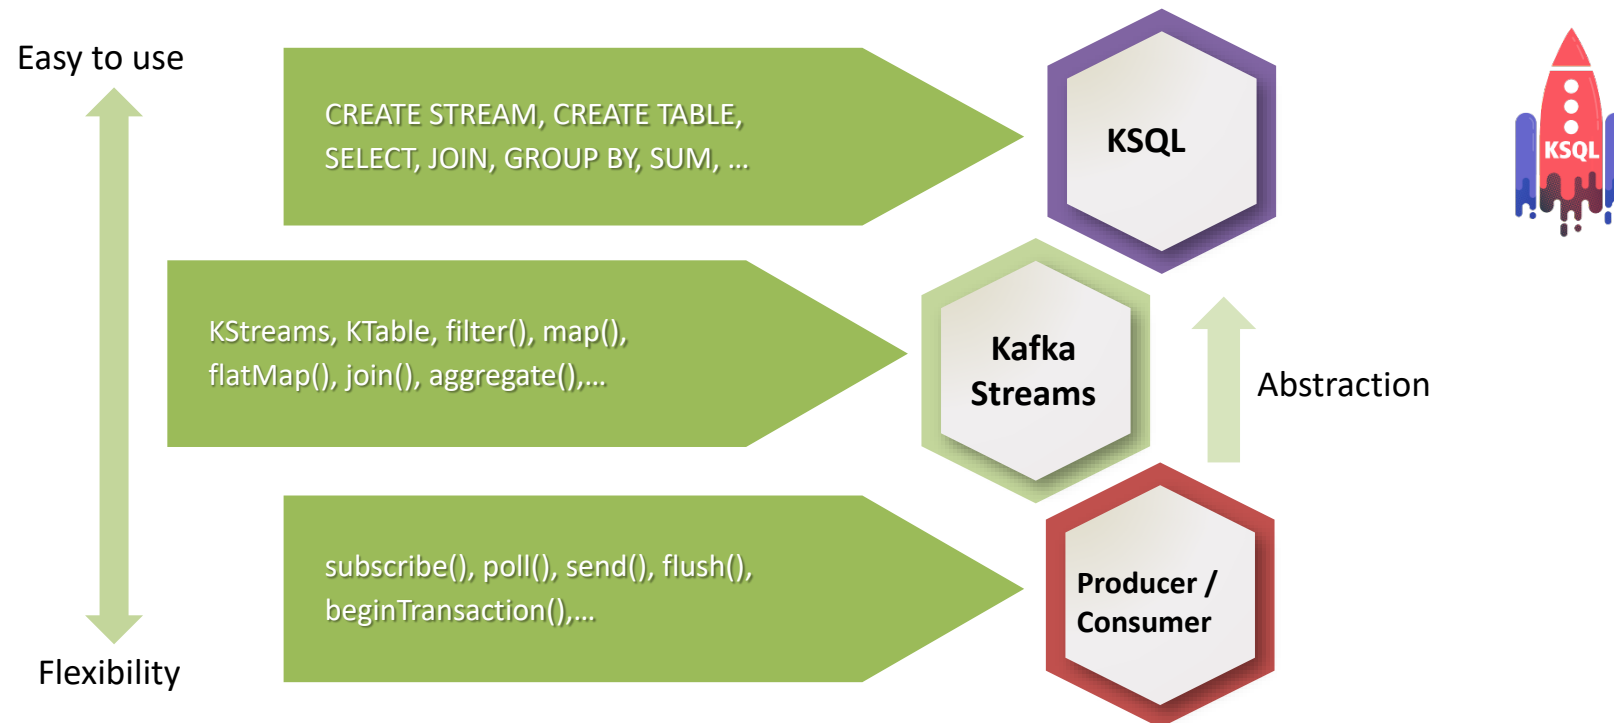 Easy to use
CREATE STREAM, CREATE TABLE,
SELECT, JOIN, GROUP BY, SUM, ...
KSQL
KSQL
KStreams, KTable, filter(), map(),
flatMap(), join(), aggregate(),...
Kafka
Streams
Abstraction
subscribe(), poll(), send(), flush(),
beginTransaction(),...
Producer /
Consumer
Flexibility